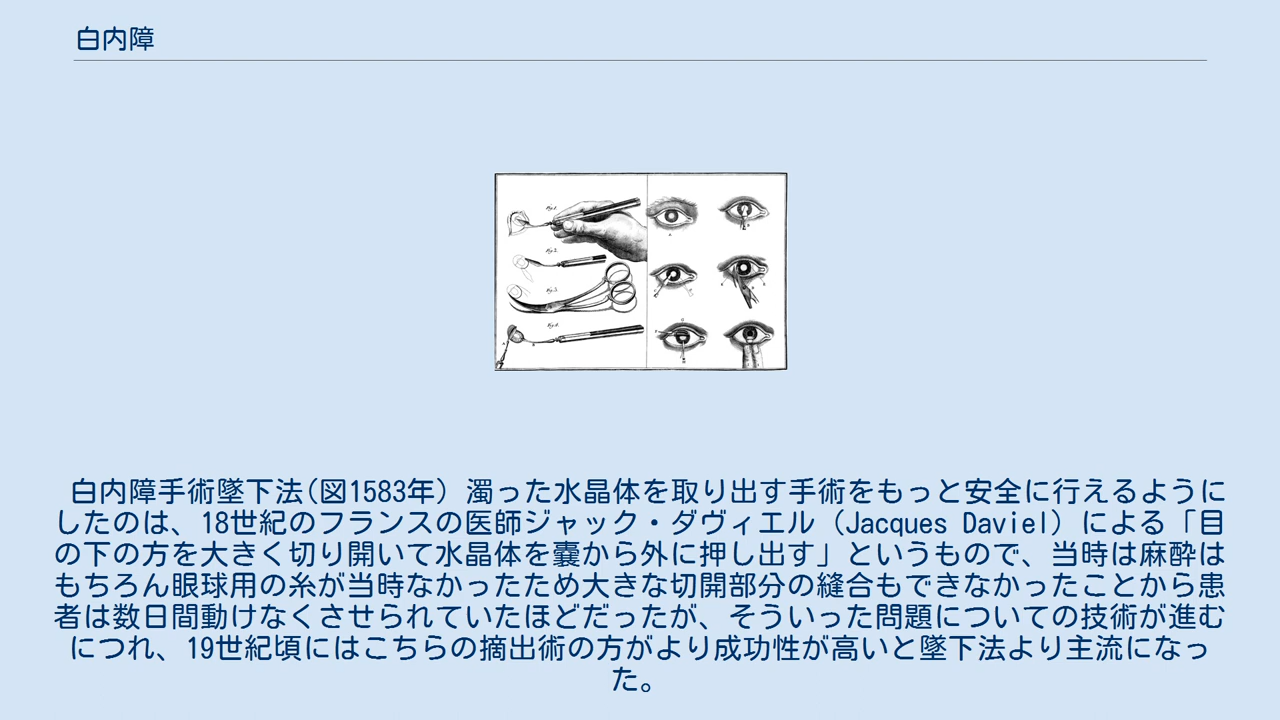 白内障
Fig.1.
Fig.2.
Fig.3.
Fig.4.
白内障手術墜下法(図1583年) 濁った水晶体を取り出す手術をもっと安全に行えるように
したのは、18世紀のフランスの医師ジャック・ダヴィエル（Jacques Daviel）による「目
の下の方を大きく切り開いて水晶体を嚢から外に押し出す」というもので、当時は麻酔は
もちろん眼球用の糸が当時なかったため大きな切開部分の縫合もできなかったことから患
者は数日間動けなくさせられていたほどだったが、そういった問題についての技術が進む
につれ、19世紀頃にはこちらの摘出術の方がより成功性が高いと墜下法より主流になっ
た。